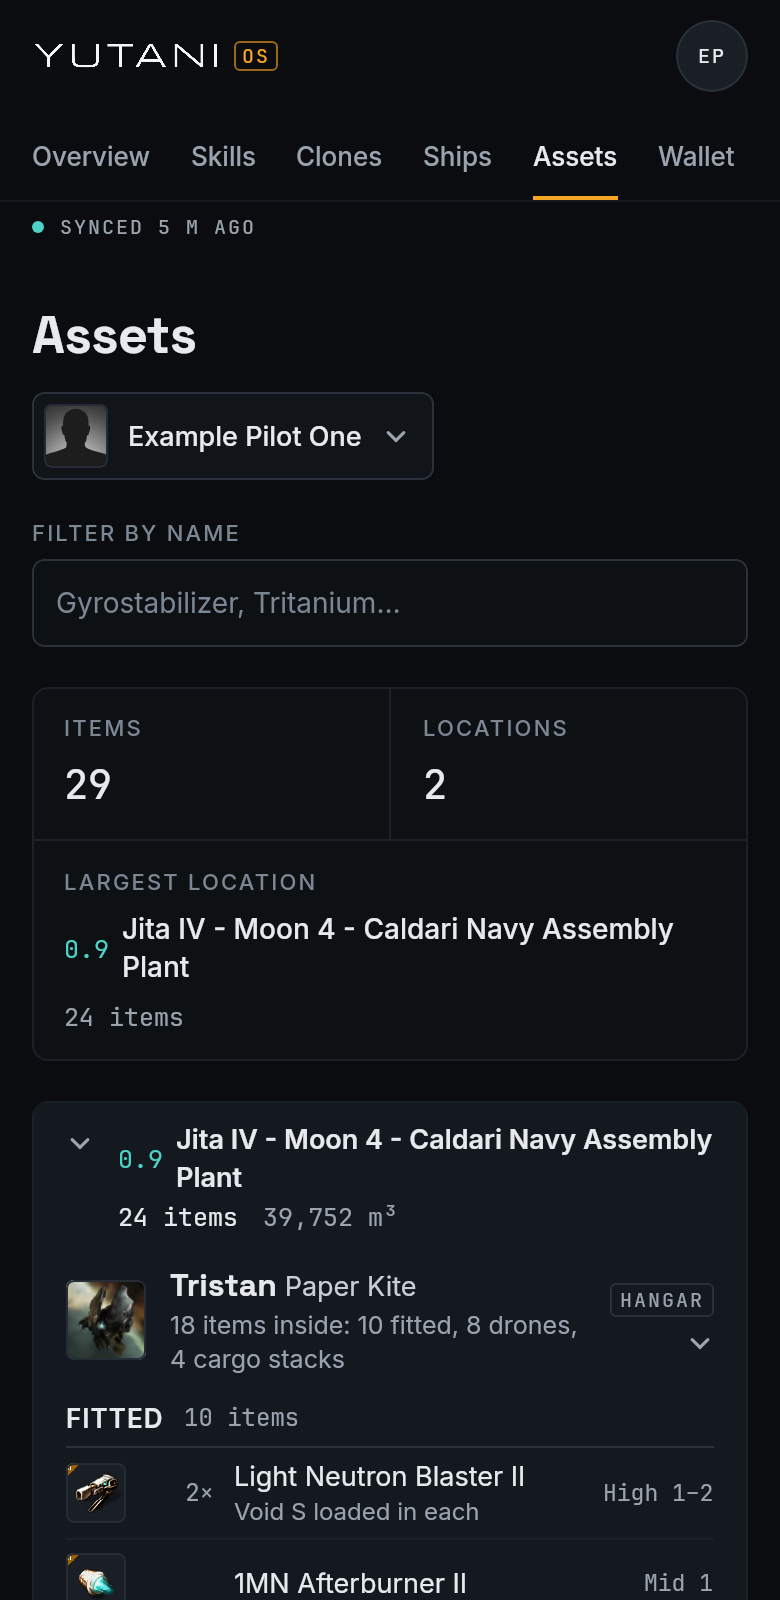 YUTANI OS
EP
Overview Skills Clones Ships Assets Wallet
SYNCED 5 M AGO
Assets
Example Pilot One
FILTER BY NAME
Gyrostabilizer, Tritanium...
ITEMS
29
LOCATIONS
2
LARGEST LOCATION
0.9 Jita IV - Moon 4 - Caldari Navy Assembly
Plant
24 items
0.9 Jita IV - Moon 4 - Caldari Navy Assembly
Plant
24 items 39,752 m³
Tristan Paper Kite
HANGAR
18 items inside: 10 fitted, 8 drones,
4 cargo stacks
FITTED 10 items
2× Light Neutron Blaster II High 1–2
Void S loaded in each
1MN Afterburner II Mid 1